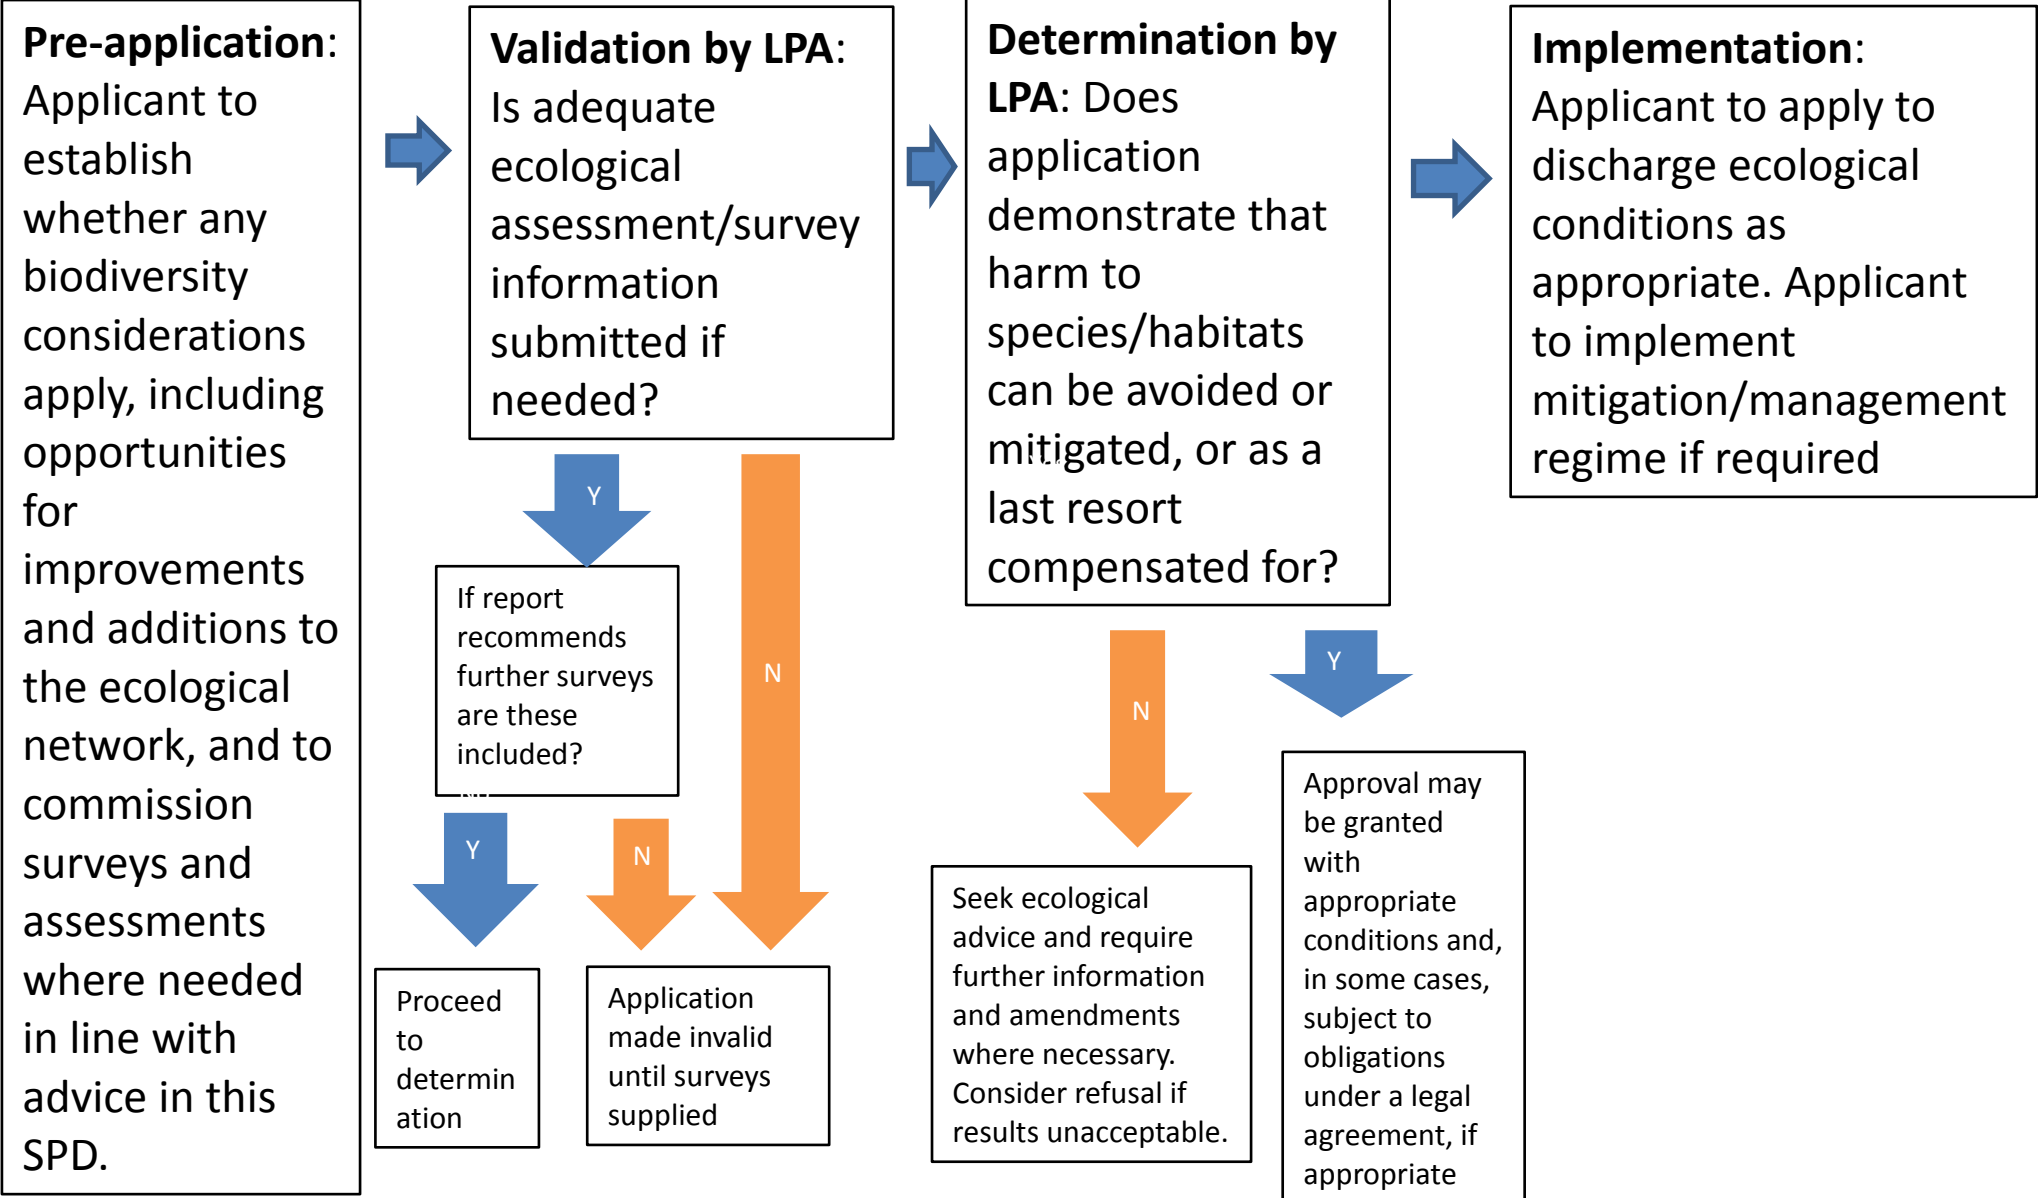 Pre-application:
Applicant to
establish
whether any
biodiversity
considerations
apply, including
opportunities
for
improvements
and additions to
the ecological
network, and to
commission
surveys and
assessments
where needed
in line with
advice in this
SPD.
Validation by LPA:
Is adequate
ecological
assessment/survey
information
submitted if
needed?
Y
N
If report
recommends
further surveys
are these
included?
Y
N
Proceed
to
determin
ation
Application
made invalid
until surveys
supplied
Determination by
LPA: Does
application
demonstrate that
harm to
species/habitats
can be avoided or
mitigated, or as a
last resort
compensated for?
N
Y
Seek ecological
advice and require
further information
and amendments
where necessary.
Consider refusal if
results unacceptable.
Approval may
be granted
with
appropriate
conditions and,
in some cases,
subject to
obligations
under a legal
agreement, if
appropriate
Implementation:
Applicant to apply to
discharge ecological
conditions as
appropriate. Applicant
to implement
mitigation/management
regime if required